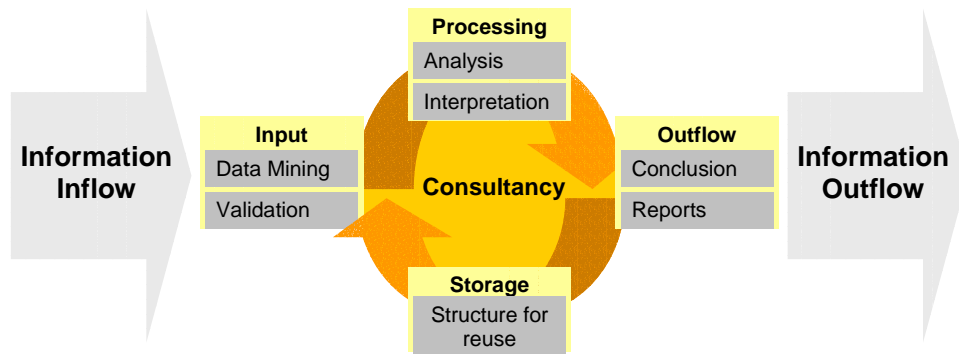 Information
Inflow
Input
Data Mining
Validation
Processing
Analysis
Interpretation
Consultancy
Storage
Structure for
reuse
Outflow
Conclusion
Reports
Information
Outflow